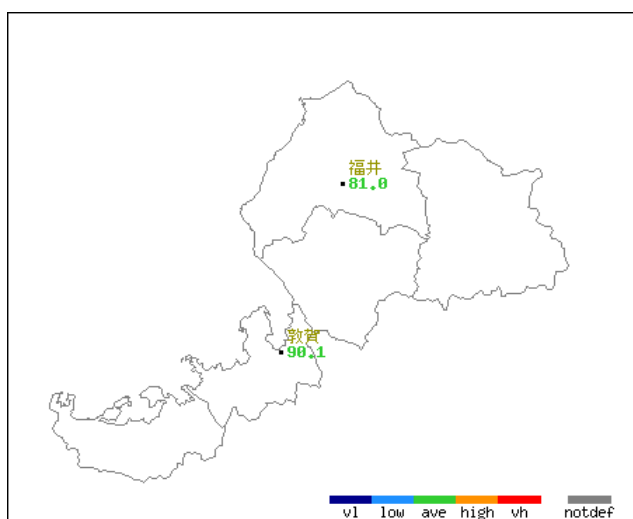 福井
81.0
敦賀
90.1
vl low ave high vh notdef